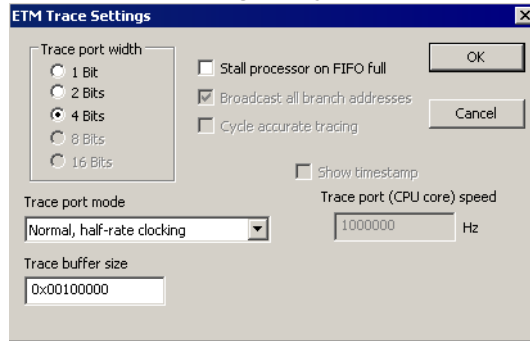 ETM Trace Settings
Trace port width
1 Bit
2 Bits
4 Bits
8 Bits
16 Bits
Stall processor on FIFO full
Broadcast all branch addresses
Cycle accurate tracing
OK
Cancel
Show timestamp
Trace port mode
Normal, half-rate clocking
Trace port (CPU core) speed
1000000 Hz
Trace buffer size
0x00100000